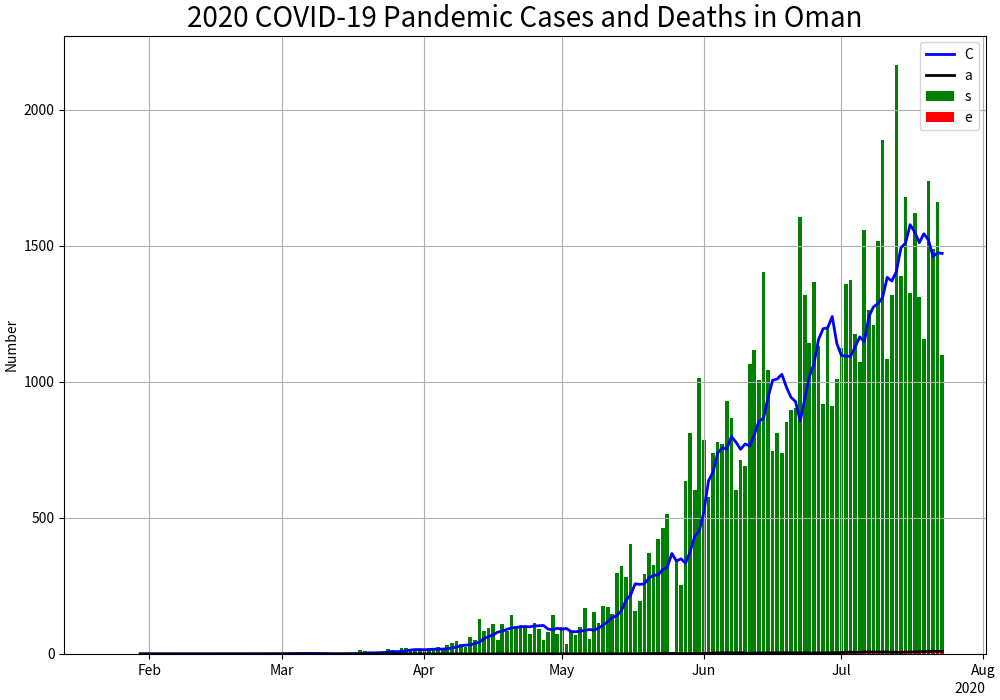 2020 COVID-19 Pandemic Cases and Deaths in Oman
C
a
s
e
2000
1500
1000
500
0
Number
Feb Mar Apr May Jun Jul Aug
2020